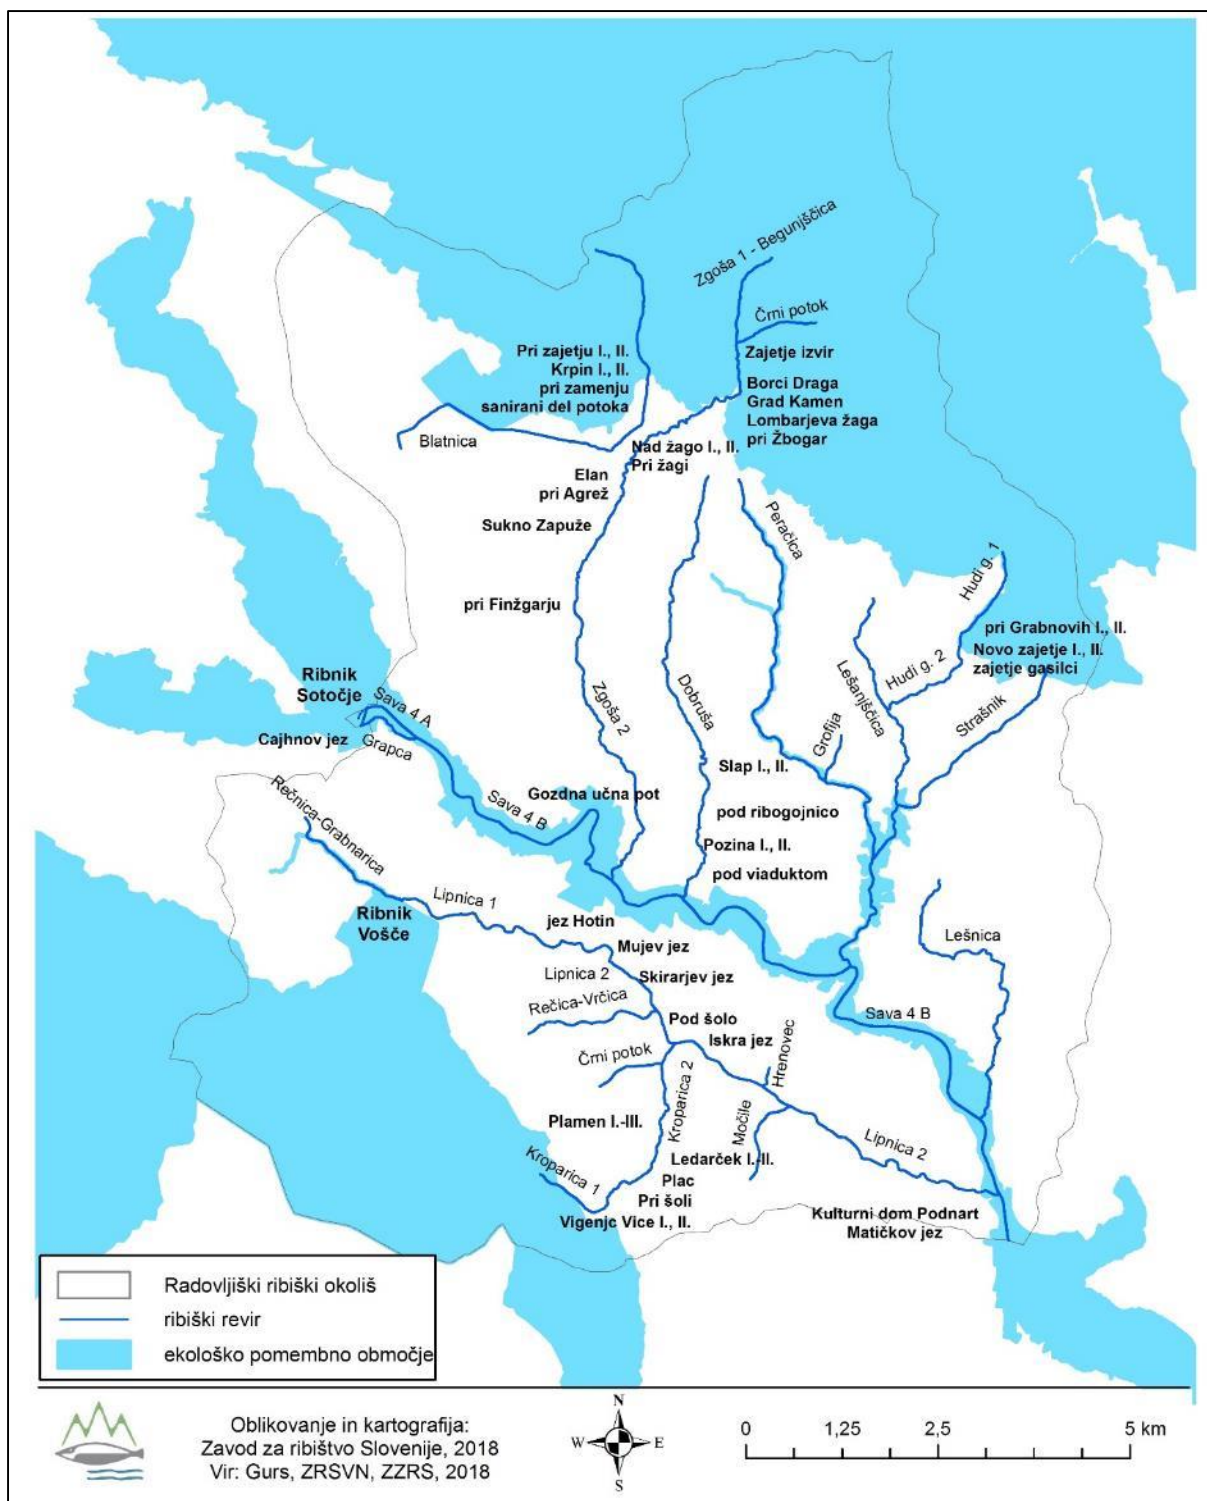 Zgoša 1 - Begunjščica
Črni potok
Pri zajetju I., II.
Krpin I., II.
pri zamenju
sanirani del potoka
Zajetje izvir
Borci Draga
Grad Kamen
Lombarjeva žaga
pri Žbogar
Blatnica
Nad žago I., II.
Pri žagi
Elan
pri Agrež
Sukno Zapuže
Peračica
Hudi g. 1
pri Finžgarju
pri Grabnovih I., II.
Novo zajetje I., II.
zajetje gasilci
Hudi g. 2
Lešanjščica
Strašnik
Ribnik
Sotočje
Sava 4 A
Zgoša 2
Dobruša
Grofija
Cajhnov jez
Grapca
Slap I., II.
Rečnica-Grabnarica
Sava 4 B
Gozdna učna pot
pod ribogojnico
Pozina I., II.
pod viaduktom
Lipnica 1
Ribnik
Vošče
jez Hotin
Mujev jez
Lešnica
Lipnica 2
Skirarjev jez
Rečica-Vrčica
Pod šolo
Iskra jez
Sava 4 B
Črni potok
Hrenovec
Kroparica 2
Plamen I.-III.
Močile
Lipnica 2
Kroparica 1
Ledarček I.-II.
Plac
Pri šoli
Vigenjc Vice I., II.
Kulturni dom Podnart
Matičkov jez
Radovljiški ribiški okoliš
ribiški revir
ekološko pomembno območje
Oblikovanje in kartografija:
Zavod za ribištvo Slovenije, 2018
Vir: Gurs, ZRSVN, ZZRS, 2018
N
W E
S
0 1,25 2,5 5 km